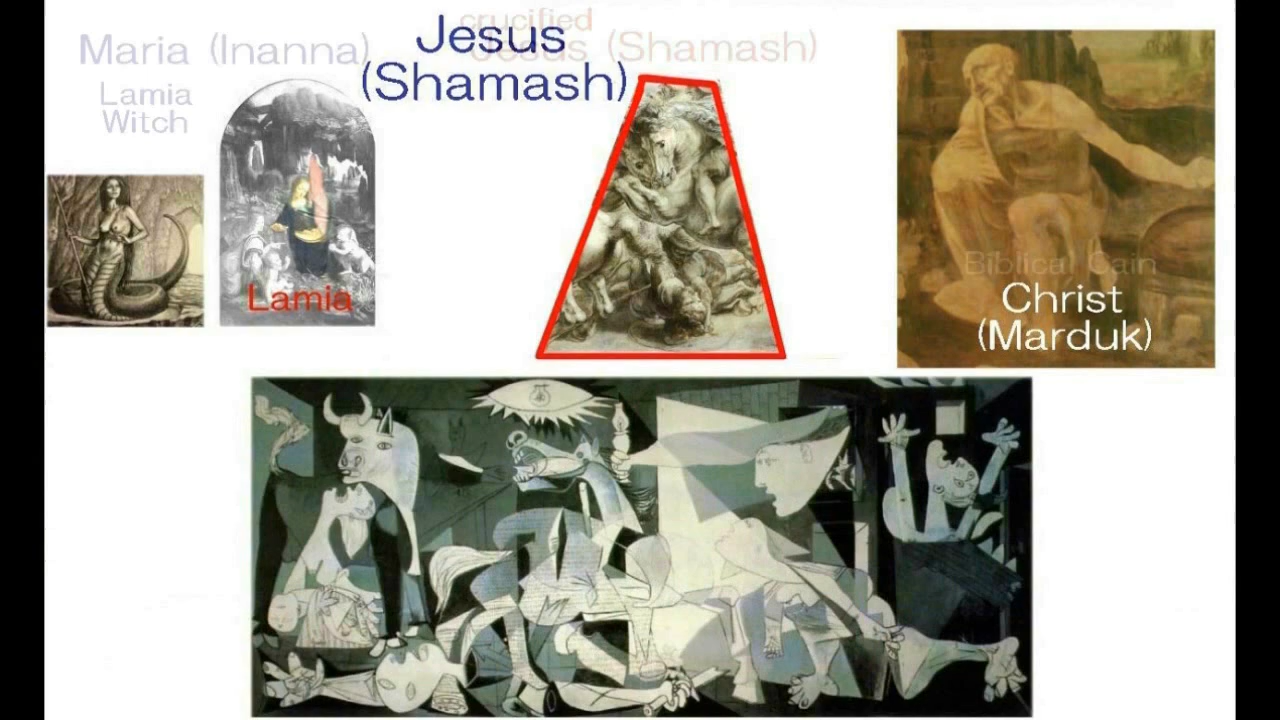 crucified
Jesus
Maria (Inanna)
Jesus (Shamash)
(Shamash)
Lamia
Witch
Lamia
Biblical Cain
Christ
(Marduk)